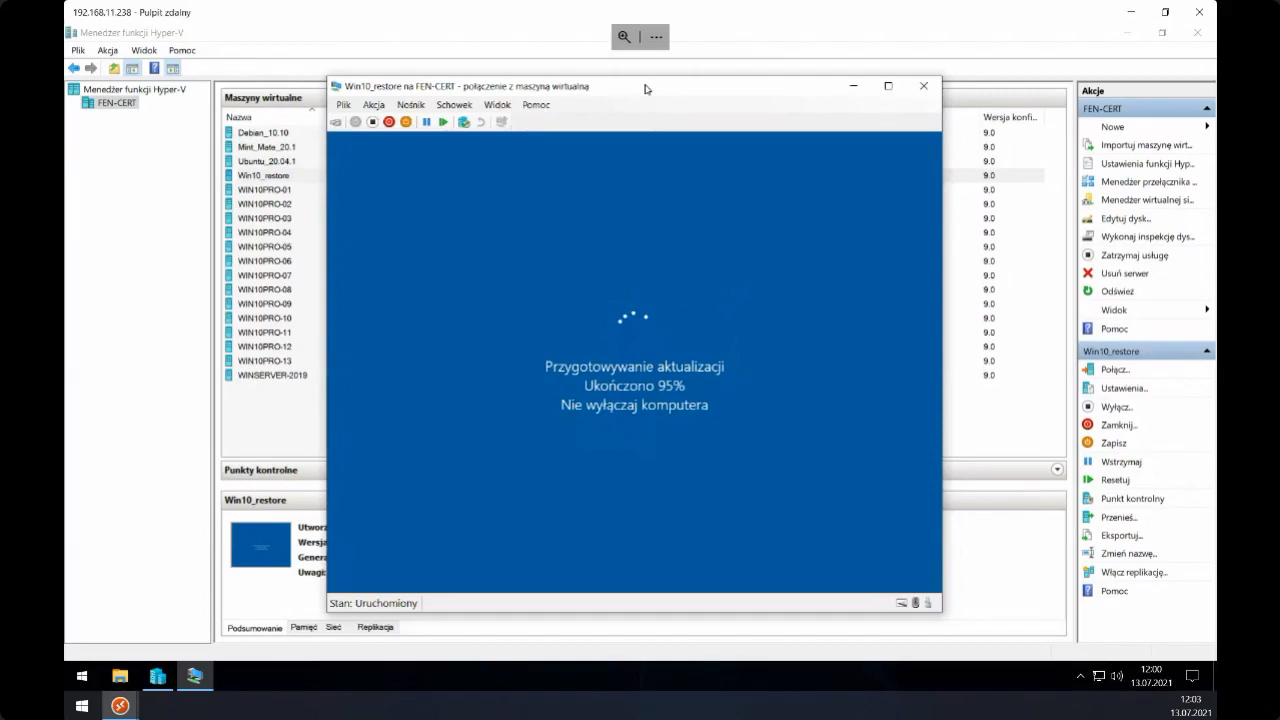 192.168.11.238 - Pulpit zdalny
Menedżer funkcji Hyper-V
Plik Akcja Widok Pomoc
Menedżer funkcji Hyper-V
FEN-CERT
Maszyny wirtualne
Nazwa
Wersja konfi...
Debian_10.10 9.0
Mint_Mate_20.1 9.0
Ubuntu_20.04.1 9.0
Win10_restore 9.0
WIN10PRO-01 9.0
WIN10PRO-02 9.0
WIN10PRO-03 9.0
WIN10PRO-04 9.0
WIN10PRO-05 9.0
WIN10PRO-06 9.0
WIN10PRO-07 9.0
WIN10PRO-08 9.0
WIN10PRO-09 9.0
WIN10PRO-10 9.0
WIN10PRO-11 9.0
WIN10PRO-12 9.0
WIN10PRO-13 9.0
WINSERVER-2019 9.0
Punkty kontrolne
Win10_restore
Utworz
Wersja
Genera
Uwagi:
Podsumowanie Pamięć Sieć Replikacja
Win10_restore na FEN-CERT - połączenie z maszyną wirtualną
Plik Akcja Nośnik Schowek Widok Pomoc
Przygotowywanie aktualizacji
Ukończono 95%
Nie wyłączaj komputera
Stan: Uruchomiony
Akcje
FEN-CERT
Nowe
Importuj maszynę wirt...
Ustawienia funkcji Hyp...
Menedżer przełącznika ...
Menedżer wirtualnej si...
Edytuj dysk...
Wykonaj inspekcję dys...
Zatrzymaj usługę
Usuń serwer
Odśwież
Widok
Pomoc
Win10_restore
Połącz...
Ustawienia...
Wyłącz...
Zamknij...
Zapisz
Wstrzymaj
Resetuj
Punkt kontrolny
Przenieś...
Eksportuj...
Zmień nazwę...
Włącz replikację...
Pomoc
12:00
13.07.2021
12:03
13.07.2021